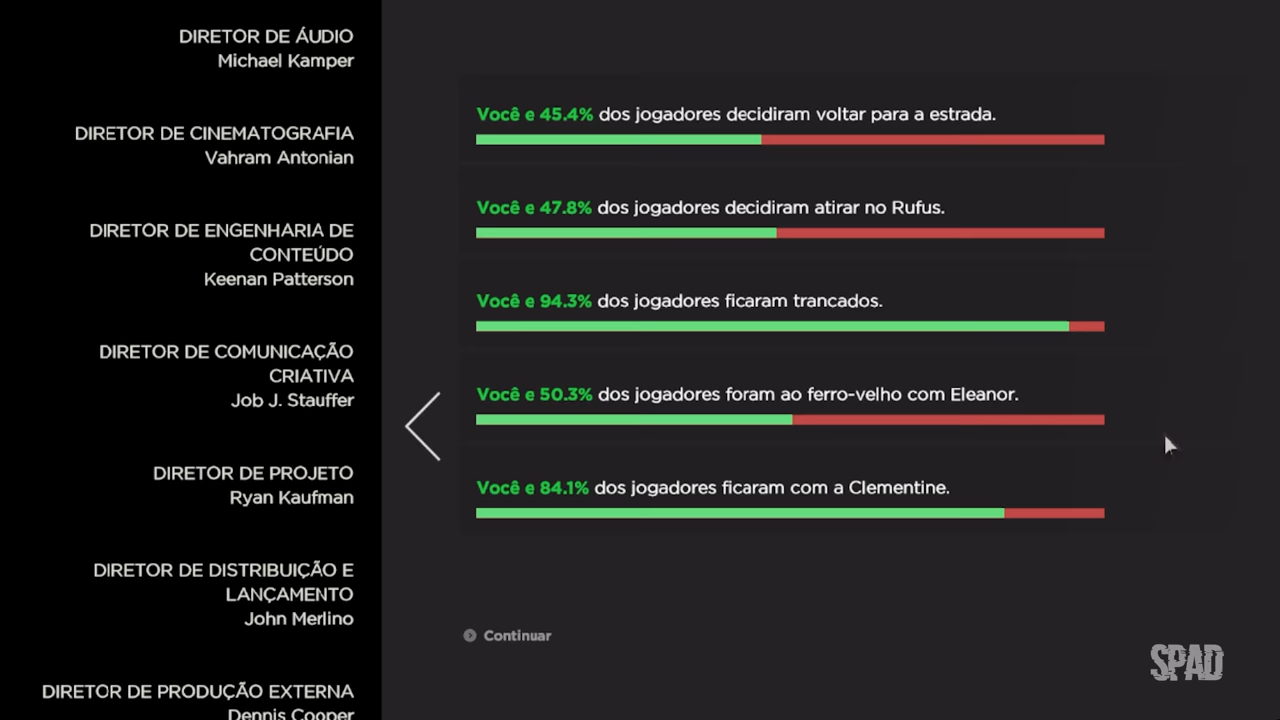 DIRETOR DE ÁUDIO
Michael Kamper
DIRETOR DE CINEMATOGRAFIA
Vahram Antonian
DIRETOR DE ENGENHARIA DE
CONTEÚDO
Keenan Patterson
DIRETOR DE COMUNICAÇÃO
CRIATIVA
Job J. Stauffer
DIRETOR DE PROJETO
Ryan Kaufman
DIRETOR DE DISTRIBUIÇÃO E
LANÇAMENTO
John Merlino
DIRETOR DE PRODUÇÃO EXTERNA
Dennis Cooper
Você e 45.4% dos jogadores decidiram voltar para a estrada.
Você e 47.8% dos jogadores decidiram atirar no Rufus.
Você e 94.3% dos jogadores ficaram trancados.
Você e 50.3% dos jogadores foram ao ferro-velho com Eleanor.
Você e 84.1% dos jogadores ficaram com a Clementine.
Continuar
SPAD